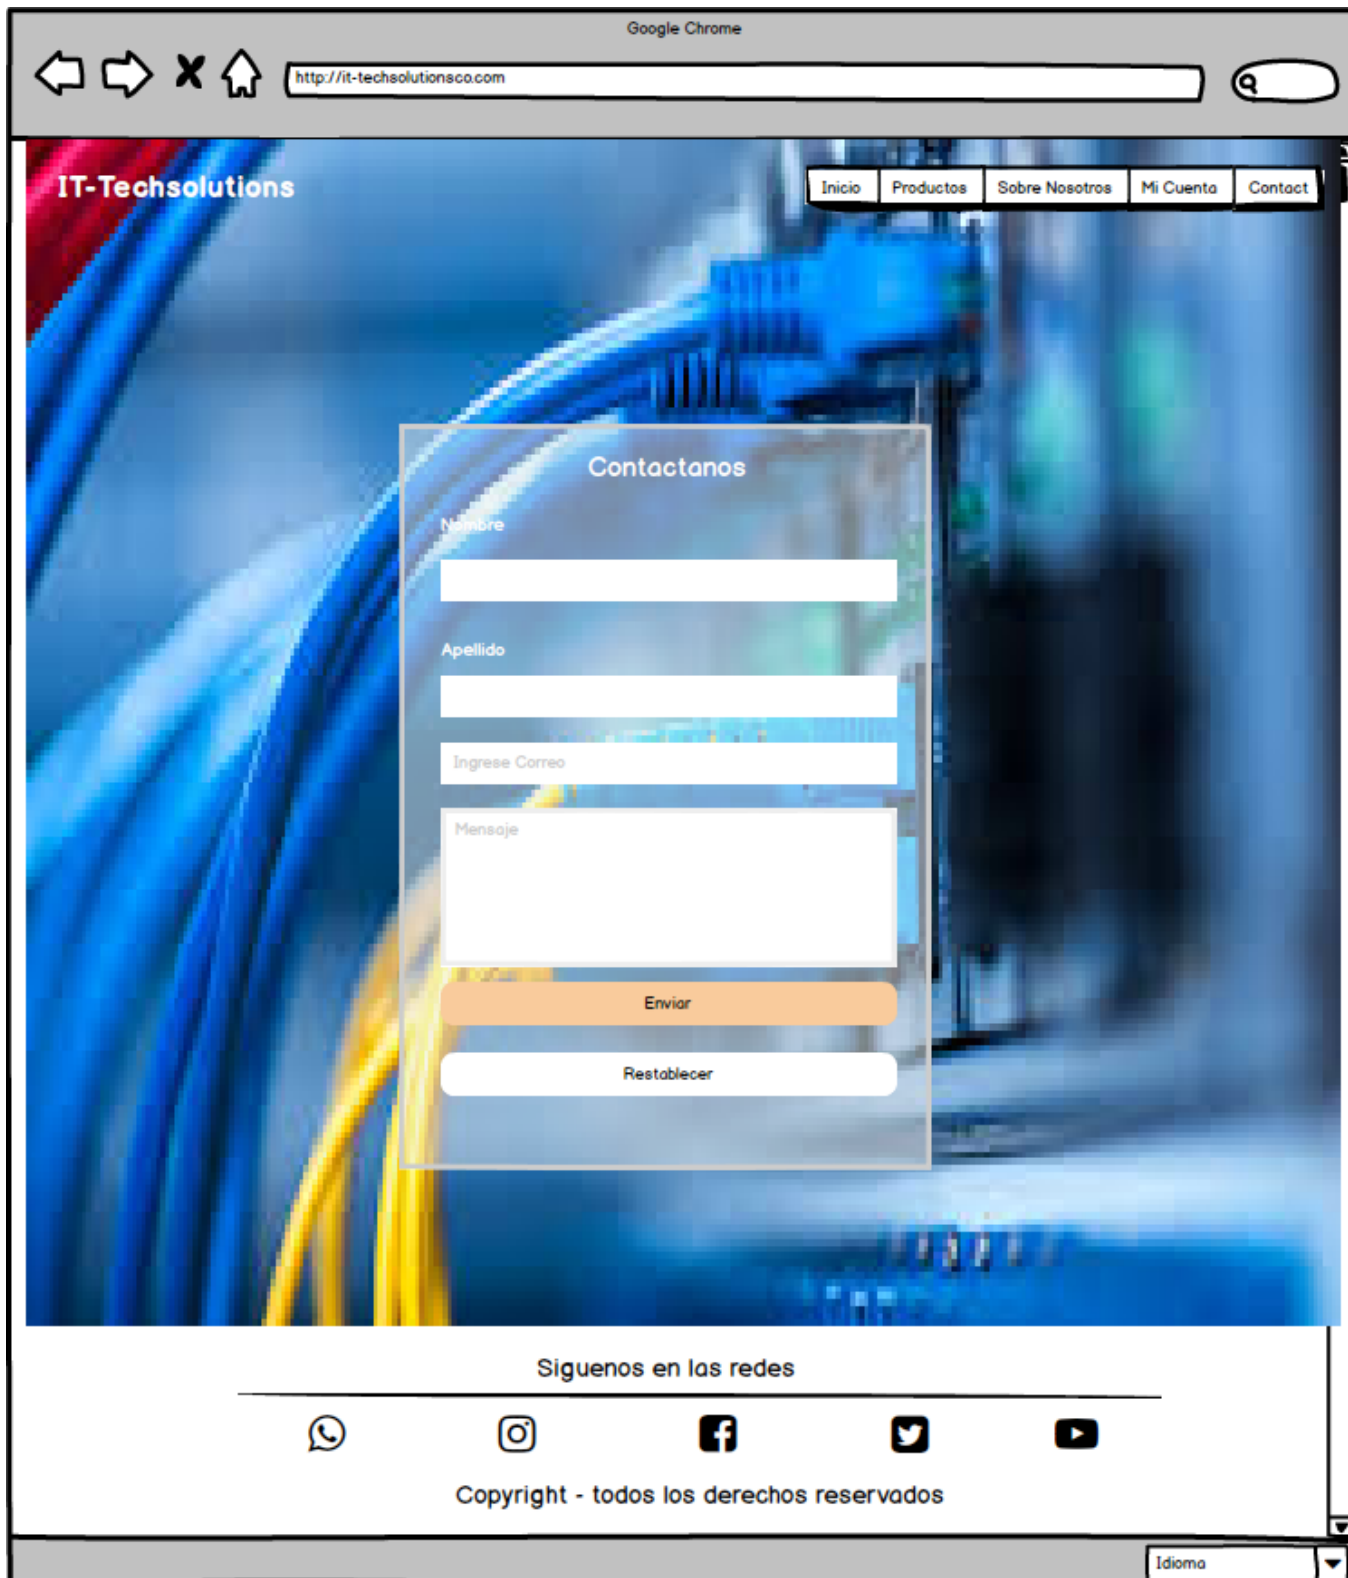 Google Chrome
http://it-techsolutionsco.com
IT-Techsolutions
Inicio Productos Sobre Nosotros Mi Cuenta Contact
Contactanos
Nombre
Apellido
Ingrese Correo
Mensaje
Enviar
Restablecer
Siguenos en las redes
Copyright - todos los derechos reservados
Idioma